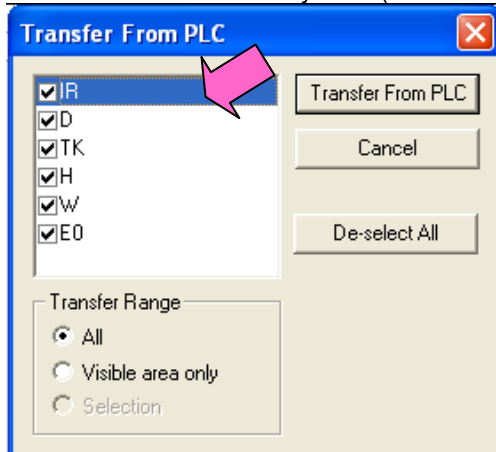 Transfer From PLC
IR
D
TK
H
W
E0
Transfer From PLC
Cancel
De-select All
Transfer Range
All
Visible area only
Selection